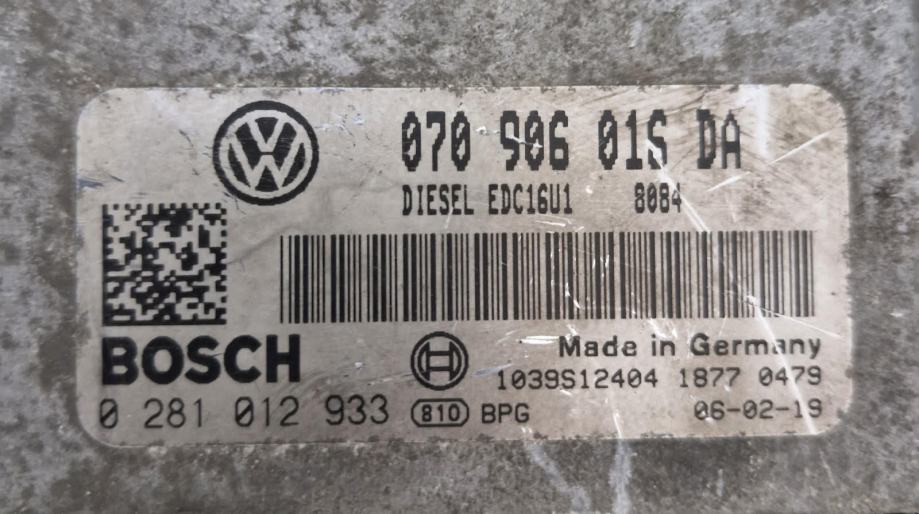 070 906 016 DA
DIESEL EDC16U1 8084
BOSCH
Made in Germany
1039S12404 1877 0479
0 281 012 933 810 BPG 06-02-19